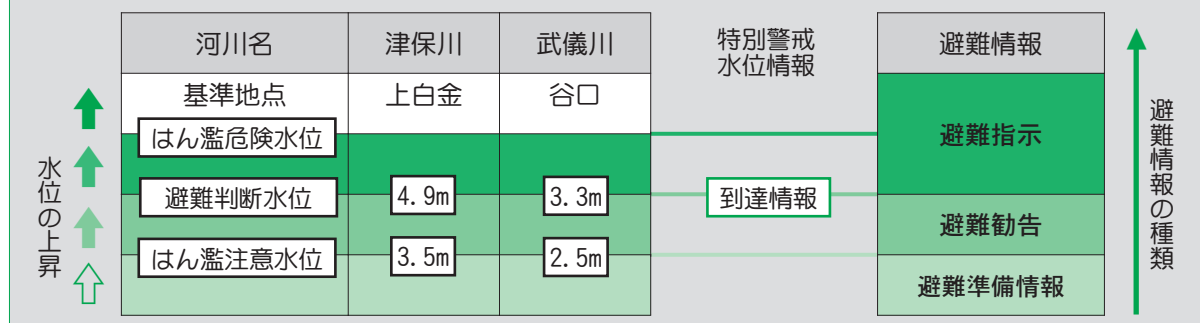 河川名 津保川 武儀川 特別警戒 避難情報
水位情報
基準地点 上白金 谷口
はん濫危険水位 避難指示
避難判断水位 4.9m 3.3m 到達情報
避難勧告
はん濫注意水位 3.5m 2.5m
避難準備情報
水位の上昇
避難情報の種類